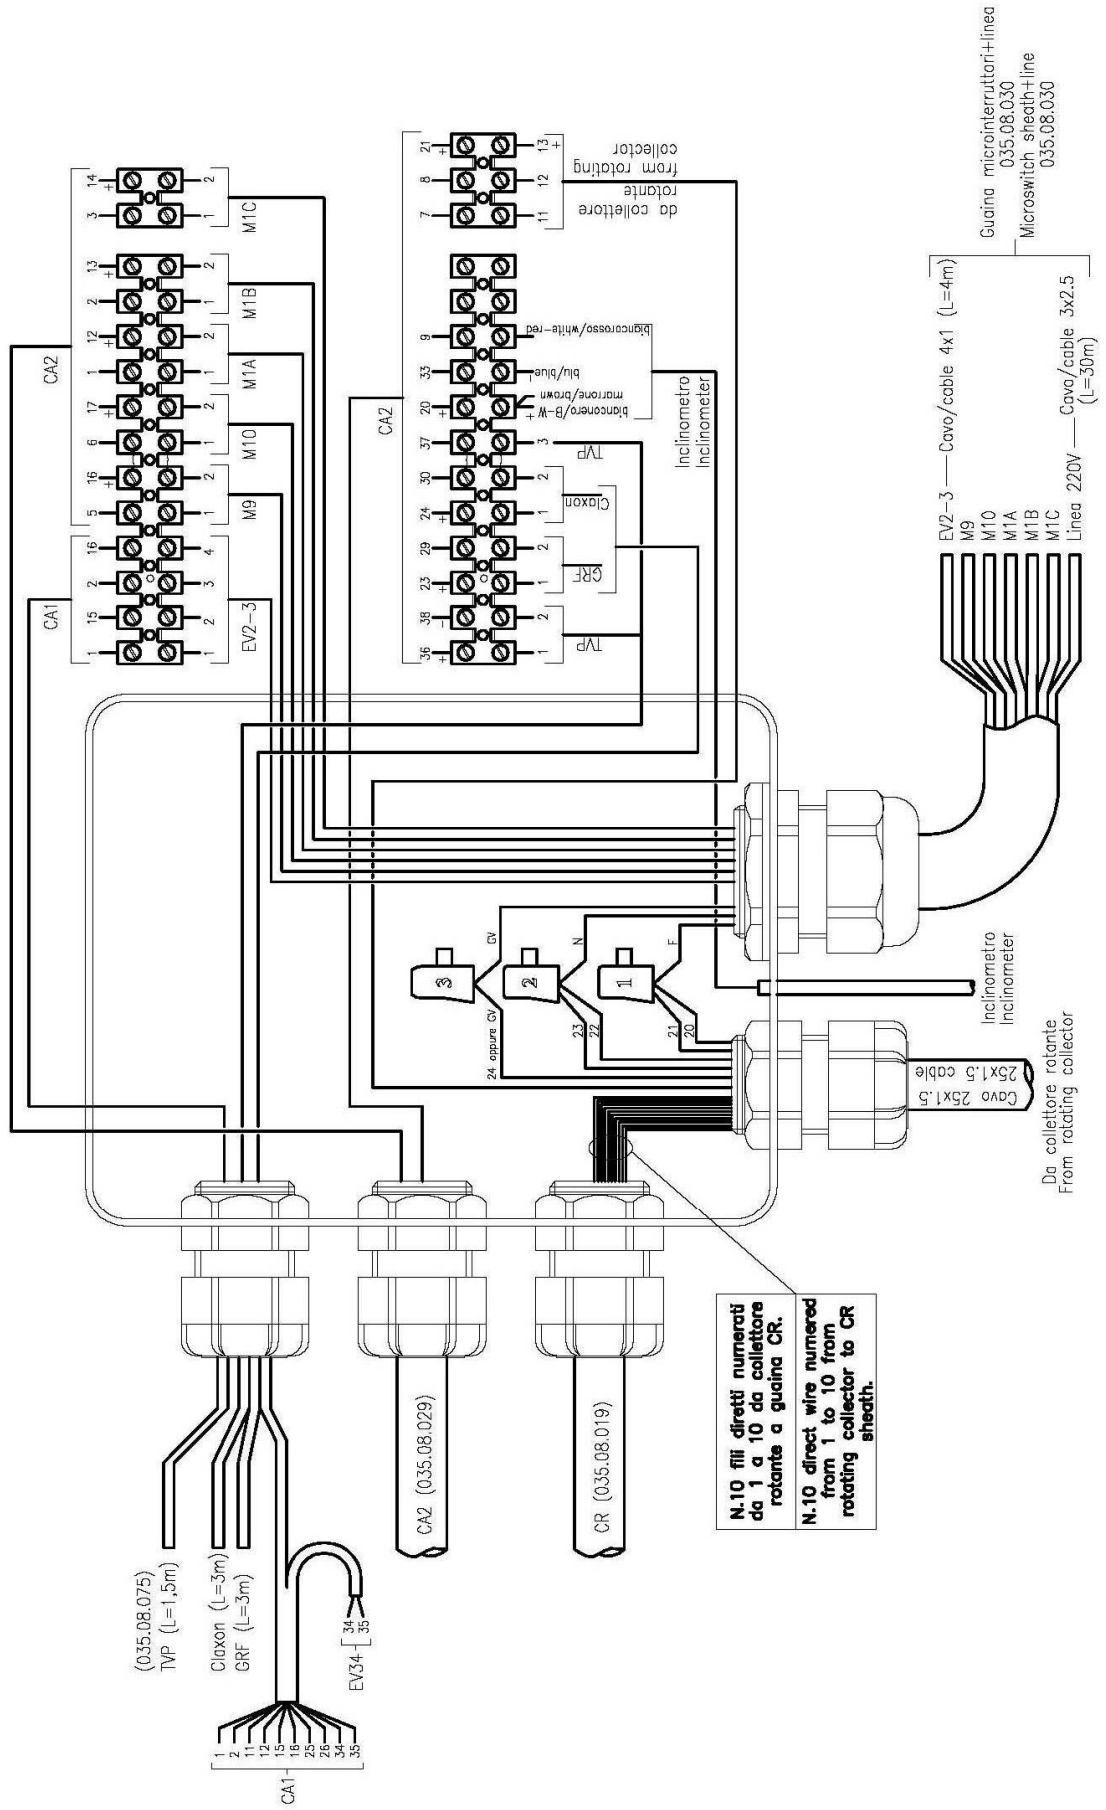 CA1
CA2
1
15
2
16
5
16
+
6
17
+
1
12
+
2
13
+
3
14
+
1
2
3
4
1
2
1
2
1
2
1
2
1
2
EV2-3
M9
M10
M1A
M1B
M1C
CA2
36
+
38
-
23
+
29
24
+
30
37
20
+
33
9
7
8
21
+
1
2
1
2
1
2
3
+
bianconero/B-W
marrone/brown
blu/blue
-
biancorosso/white-red
11
12
13
+
TVP
GRF
Claxon
TVP
Inclinometro
Inclinometer
da collettore
rotante
from rotating
collector
3
GV
24 oppure GV
2
N
23
22
1
F
21
20
(035.08.075)
TVP (L=1,5m)
Claxon (L=3m)
GRF (L=3m)
CA1
1
2
11
12
15
16
25
26
34
35
EV34
34
35
CA2 (035.08.029)
CR (035.08.019)
N.10 fili diretti numerati
da 1 a 10 da collettore
rotante a guaina CR.
N.10 direct wire numered
from 1 to 10 from
rotating collector to CR
sheath.
Cavo 25x1.5
25x1.5 cable
Da collettore rotante
From rotating collector
Inclinometro
Inclinometer
EV2-3 Cavo/cable 4x1 (L=4m)
M9
M10
M1A
M1B
M1C
Linea 220V Cavo/cable 3x2.5
(L=30m)
Guaina microinterruttori+linea
035.08.030
Microswitch sheath+line
035.08.030